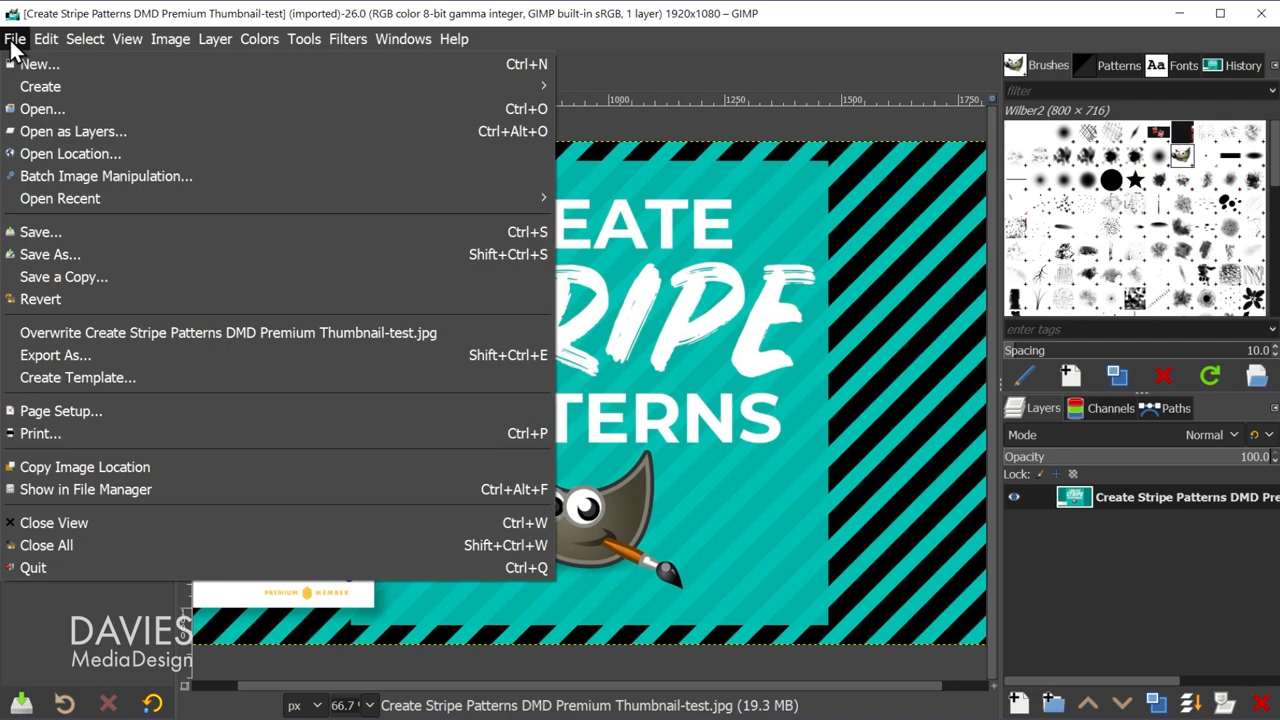 [Create Stripe Patterns DMD Premium Thumbnail-test] (imported)-26.0 (RGB color 8-bit gamma integer, GIMP built-in sRGB, 1 layer) 1920x1080 – GIMP
File Edit Select View Image Layer Colors Tools Filters Windows Help
New... Ctrl+N
Create
Open... Ctrl+O
Open as Layers... Ctrl+Alt+O
Open Location...
Batch Image Manipulation...
Open Recent
Save... Ctrl+S
Save As... Shift+Ctrl+S
Save a Copy...
Revert
Overwrite Create Stripe Patterns DMD Premium Thumbnail-test.jpg
Export As... Shift+Ctrl+E
Create Template...
Page Setup...
Print... Ctrl+P
Copy Image Location
Show in File Manager Ctrl+Alt+F
Close View Ctrl+W
Close All Shift+Ctrl+W
Quit Ctrl+Q
1000 1250 1500 1750
EATE
RIPE
TERNS
PREMIUM MEMBER
DAVIES
MediaDesign
px 66.7 Create Stripe Patterns DMD Premium Thumbnail-test.jpg (19.3 MB)
Brushes Patterns Aa Fonts History
filter
Wilber2 (800 × 716)
enter tags
Spacing 10.0
Layers Channels Paths
Mode Normal
Opacity 100.0
Lock:
Create Stripe Patterns DMD Pre